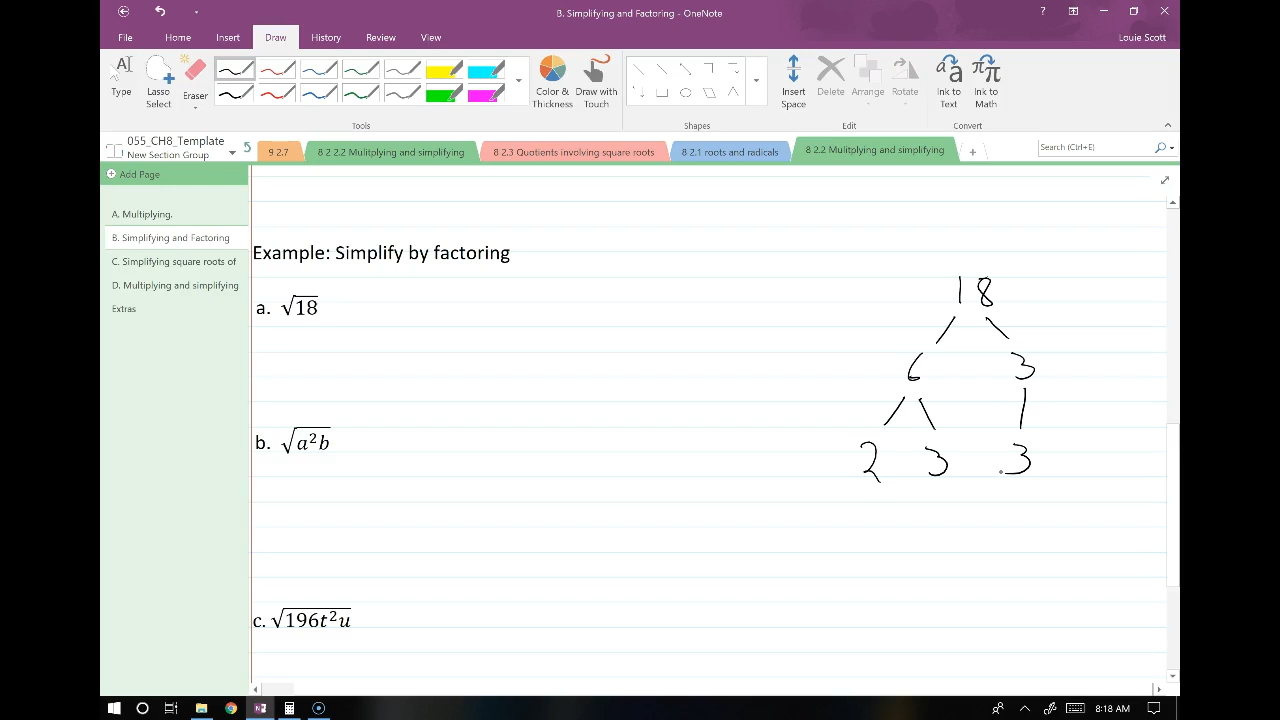 B. Simplifying and Factoring - OneNote
?
File Home Insert Draw History Review View Louie Scott
Type Lasso Select Eraser Color & Thickness Draw with Touch Insert Space Delete Arrange Rotate Ink to Text Ink to Math
Tools Shapes Edit Convert
055_CH8_Template
New Section Group
9 2.7 8 2.2.2 Mulitplying and simplifying 8 2.3 Quotients involving square roots 8 2.1 roots and radicals 8 2.2 Mulitplying and simplifying + Search (Ctrl+E)
Add Page
A. Multiplying.
B. Simplifying and Factoring
C. Simplifying square roots of
D. Multiplying and simplifying
Extras
Example: Simplify by factoring
a. √18
b. √a²b
c. √196t²u
18
6 3
2 3 .3
8:18 AM